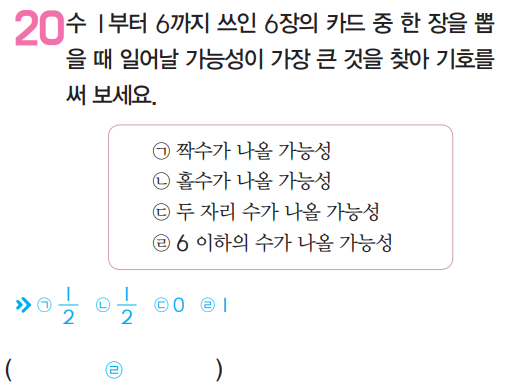 20 수 1부터 6까지 쓰인 6장의 카드 중 한 장을 뽑
을 때 일어날 가능성이 가장 큰 것을 찾아 기호를
써 보세요.
㉠ 짝수가 나올 가능성
㉡ 홀수가 나올 가능성
㉢ 두 자리 수가 나올 가능성
㉣ 6 이하의 수가 나올 가능성
≫ ㉠ 1/2 ㉡ 1/2 ㉢ 0 ㉣ 1
( ㉣ )